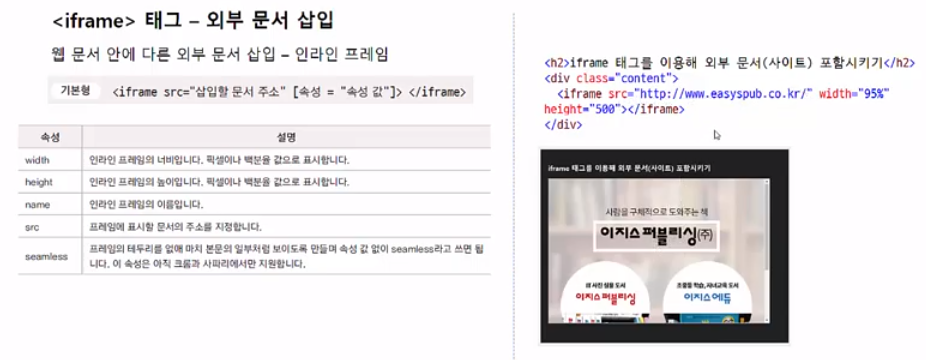 <iframe> 태그 – 외부 문서 삽입
웹 문서 안에 다른 외부 문서 삽입 – 인라인 프레임
기본형 <iframe src="삽입할 문서 주소" [속성 = "속성 값"]> </iframe>
속성 설명
width 인라인 프레임의 너비입니다. 픽셀이나 백분율 값으로 표시합니다.
height 인라인 프레임의 높이입니다. 픽셀이나 백분율 값으로 표시합니다.
name 인라인 프레임의 이름입니다.
src 프레임에 표시할 문서의 주소를 지정합니다.
seamless 프레임의 테두리를 없애 마치 본문의 일부처럼 보이도록 만들며 속성 값 없이 seamless라고 쓰면 됩
니다. 이 속성은 아직 크롬과 사파리에서만 지원합니다.
<h2>iframe 태그를 이용해 외부 문서(사이트) 포함시키기</h2>
<div class="content">
<iframe src="http://www.easyspub.co.kr/" width="95%"
height="500"></iframe>
</div>
iframe 태그를 이용해 외부 문서(사이트) 포함시키기
사람을 구체적으로 도와주는 책
이지스퍼블리싱(주)
이지스퍼블리싱
조물들 학습, 자녀교육 도서
이지스에듀